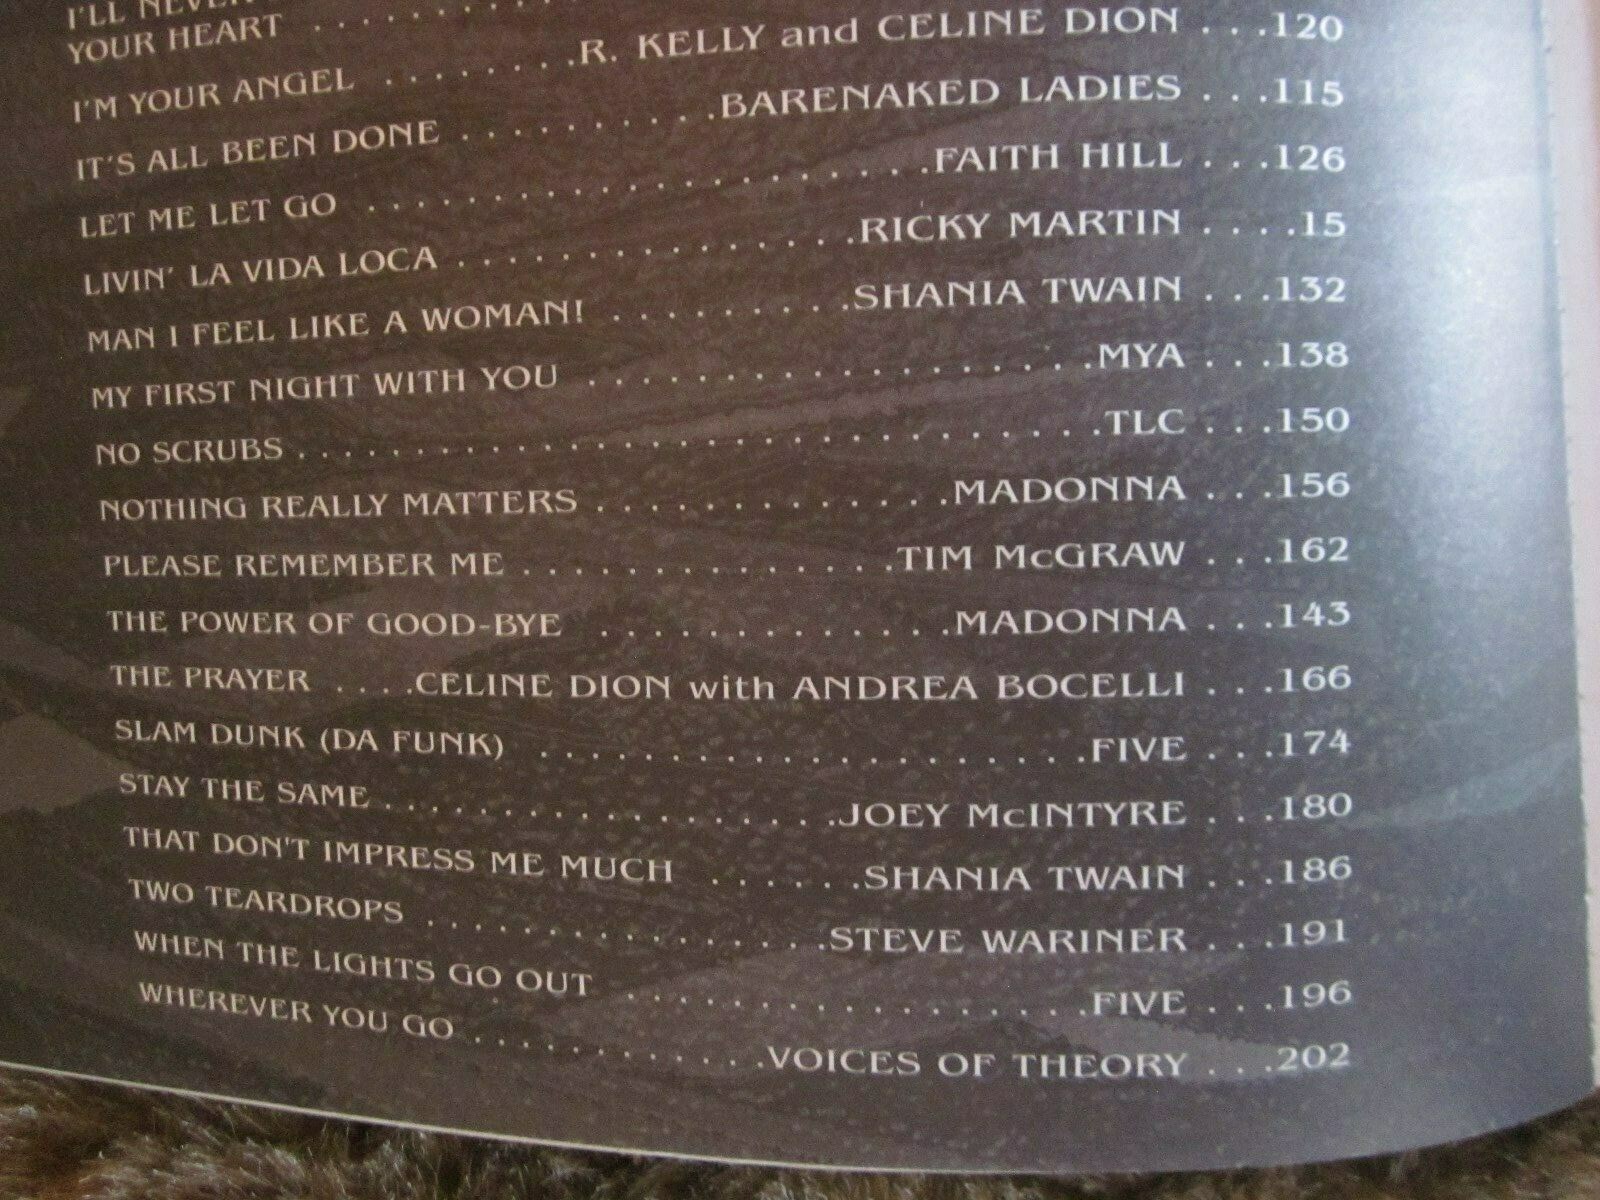 I'LL NEVER
YOUR HEART . . . . . . . .
I'M YOUR ANGEL . . . . . . . .R. KELLY and CELINE DION . . .120
IT'S ALL BEEN DONE . . . . . . . . . .BARENAKED LADIES . . .115
LET ME LET GO . . . . . . . . . . . . . . . . . . . . . .FAITH HILL . . .126
LIVIN' LA VIDA LOCA . . . . . . . . . . . . . . . .RICKY MARTIN . . . .15
MAN I FEEL LIKE A WOMAN! . . . . . . . . . .SHANIA TWAIN . . .132
MY FIRST NIGHT WITH YOU . . . . . . . . . . . . . . . . . . .MYA . . .138
NO SCRUBS . . . . . . . . . . . . . . . . . . . . . . . . . . . . . . .TLC . . .150
NOTHING REALLY MATTERS . . . . . . . . . . . . . .MADONNA . . .156
PLEASE REMEMBER ME . . . . . . . . . . . . . . .TIM McGRAW . . .162
THE POWER OF GOOD-BYE . . . . . . . . . . . . . .MADONNA . . .143
THE PRAYER . . . .CELINE DION with ANDREA BOCELLI . . .166
SLAM DUNK (DA FUNK) . . . . . . . . . . . . . . . . . . . . .FIVE . . .174
STAY THE SAME . . . . . . . . . . . . . . . . . .JOEY McINTYRE . . .180
THAT DON'T IMPRESS ME MUCH . . . . . .SHANIA TWAIN . . .186
TWO TEARDROPS . . . . . . . . . . . . . . . .STEVE WARINER . . .191
WHEN THE LIGHTS GO OUT . . . . . . . . . . . . . . . . . .FIVE . . .196
WHEREVER YOU GO . . . . . . . . . . . .VOICES OF THEORY . . .202